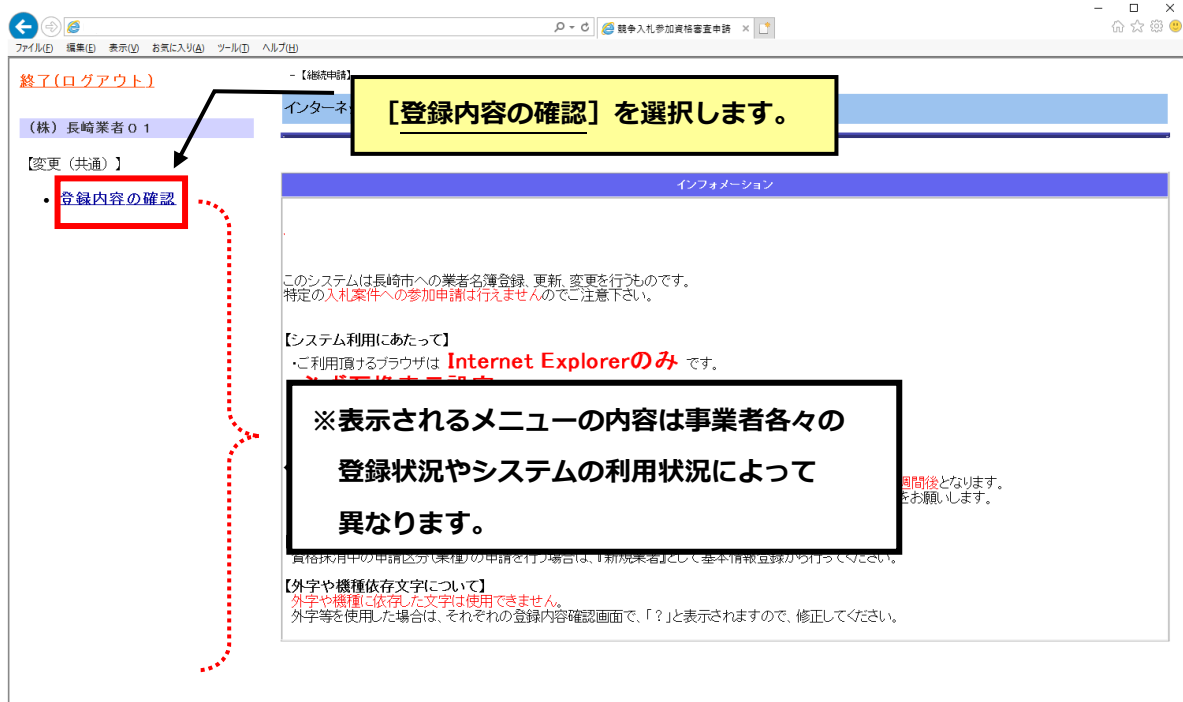 競争入札参加資格審査申請
ファイル(F) 編集(E) 表示(V) お気に入り(A) ツール(T) ヘルプ(H)
終了(ログアウト)
-【継続申請】
インターネ
［登録内容の確認］を選択します。
（株）長崎業者０１
【変更（共通）】
・登録内容の確認
インフォメーション
このシステムは長崎市への業者名簿登録、更新、変更を行うものです。
特定の入札案件への参加申請は行えませんのでご注意下さい。
【システム利用にあたって】
・ご利用頂けるブラウザは Internet Explorerのみ です。
※表示されるメニューの内容は事業者各々の
登録状況やシステムの利用状況によって
異なります。
週間後となります。
をお願いします。
資格採用中の申請区分(業種)の申請を行う場合は、『新規業者』として基本情報登録から行ってください。
【外字や機種依存文字について】
外字や機種に依存した文字は使用できません。
外字等を使用した場合は、それぞれの登録内容確認画面で、「？」と表示されますので、修正してください。